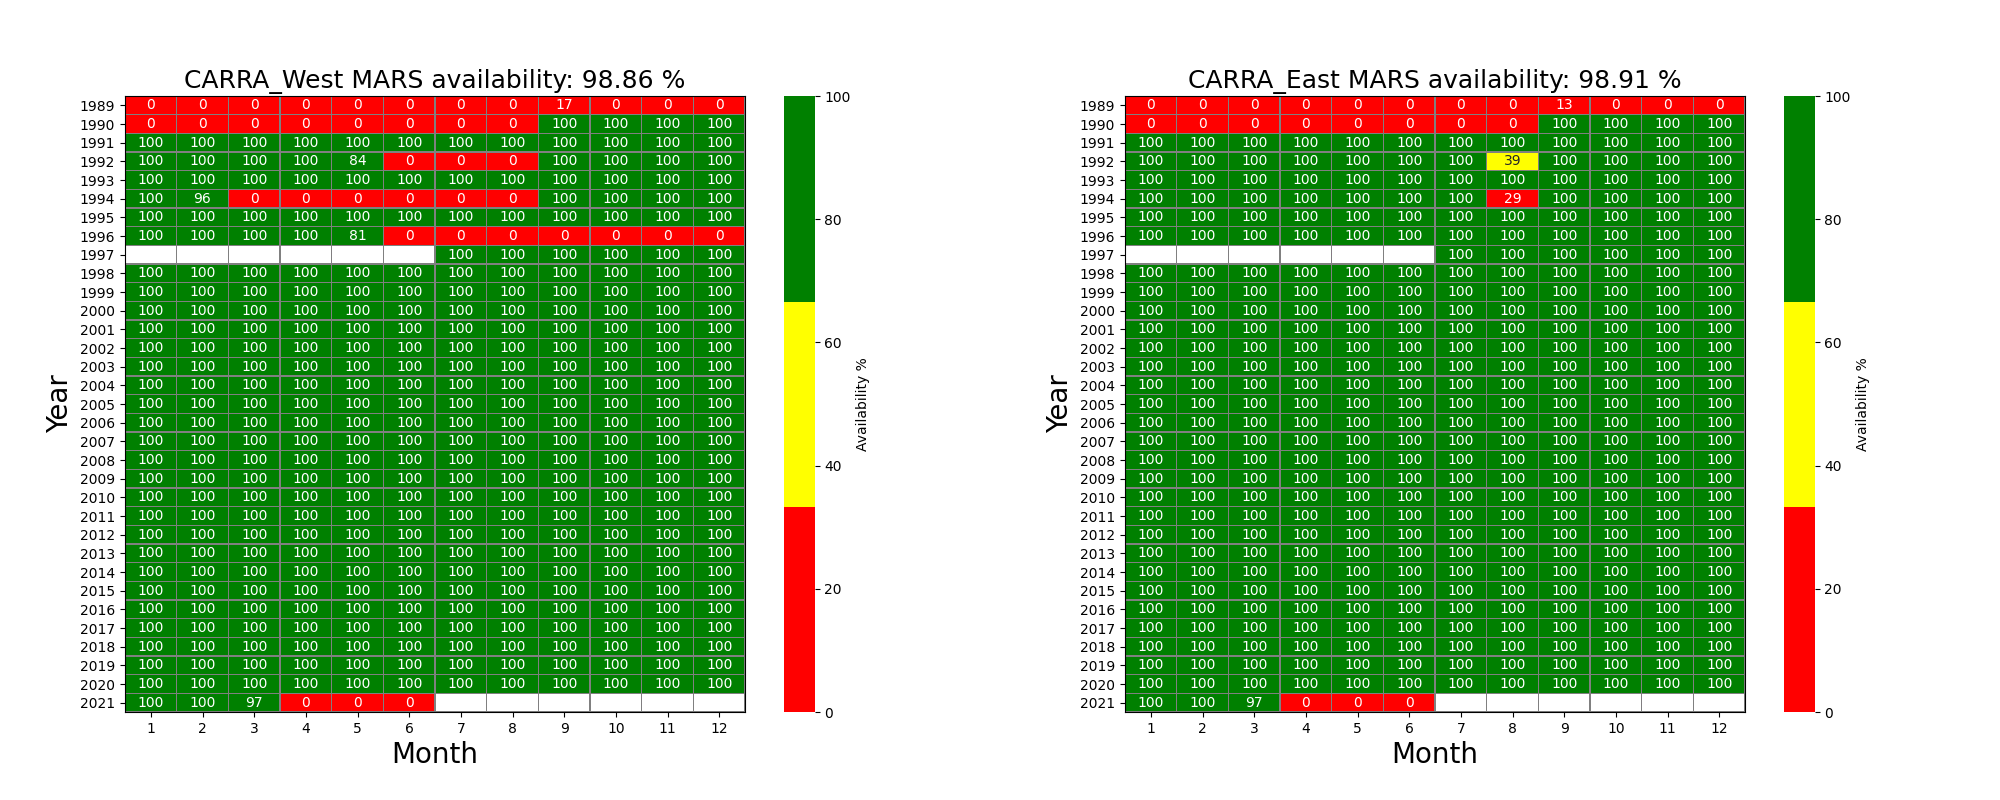 CARRA_West MARS availability: 98.86 %
1989 0 0 0 0 0 0 0 0 17 0 0 0
1990 0 0 0 0 0 0 0 0 100 100 100 100
1991 100 100 100 100 100 100 100 100 100 100 100 100
1992 100 100 100 100 84 0 0 0 100 100 100 100
1993 100 100 100 100 100 100 100 100 100 100 100 100
1994 100 96 0 0 0 0 0 0 100 100 100 100
1995 100 100 100 100 100 100 100 100 100 100 100 100
1996 100 100 100 100 81 0 0 0 0 0 0 0
1997 100 100 100 100 100 100
1998 100 100 100 100 100 100 100 100 100 100 100 100
1999 100 100 100 100 100 100 100 100 100 100 100 100
2000 100 100 100 100 100 100 100 100 100 100 100 100
2001 100 100 100 100 100 100 100 100 100 100 100 100
2002 100 100 100 100 100 100 100 100 100 100 100 100
2003 100 100 100 100 100 100 100 100 100 100 100 100
2004 100 100 100 100 100 100 100 100 100 100 100 100
2005 100 100 100 100 100 100 100 100 100 100 100 100
2006 100 100 100 100 100 100 100 100 100 100 100 100
2007 100 100 100 100 100 100 100 100 100 100 100 100
2008 100 100 100 100 100 100 100 100 100 100 100 100
2009 100 100 100 100 100 100 100 100 100 100 100 100
2010 100 100 100 100 100 100 100 100 100 100 100 100
2011 100 100 100 100 100 100 100 100 100 100 100 100
2012 100 100 100 100 100 100 100 100 100 100 100 100
2013 100 100 100 100 100 100 100 100 100 100 100 100
2014 100 100 100 100 100 100 100 100 100 100 100 100
2015 100 100 100 100 100 100 100 100 100 100 100 100
2016 100 100 100 100 100 100 100 100 100 100 100 100
2017 100 100 100 100 100 100 100 100 100 100 100 100
2018 100 100 100 100 100 100 100 100 100 100 100 100
2019 100 100 100 100 100 100 100 100 100 100 100 100
2020 100 100 100 100 100 100 100 100 100 100 100 100
2021 100 100 97 0 0 0
1 2 3 4 5 6 7 8 9 10 11 12
Month
Year
100
80
60
40
20
0
Availability %
CARRA_East MARS availability: 98.91 %
1989 0 0 0 0 0 0 0 0 13 0 0 0
1990 0 0 0 0 0 0 0 0 100 100 100 100
1991 100 100 100 100 100 100 100 100 100 100 100 100
1992 100 100 100 100 100 100 100 39 100 100 100 100
1993 100 100 100 100 100 100 100 100 100 100 100 100
1994 100 100 100 100 100 100 100 29 100 100 100 100
1995 100 100 100 100 100 100 100 100 100 100 100 100
1996 100 100 100 100 100 100 100 100 100 100 100 100
1997 100 100 100 100 100 100
1998 100 100 100 100 100 100 100 100 100 100 100 100
1999 100 100 100 100 100 100 100 100 100 100 100 100
2000 100 100 100 100 100 100 100 100 100 100 100 100
2001 100 100 100 100 100 100 100 100 100 100 100 100
2002 100 100 100 100 100 100 100 100 100 100 100 100
2003 100 100 100 100 100 100 100 100 100 100 100 100
2004 100 100 100 100 100 100 100 100 100 100 100 100
2005 100 100 100 100 100 100 100 100 100 100 100 100
2006 100 100 100 100 100 100 100 100 100 100 100 100
2007 100 100 100 100 100 100 100 100 100 100 100 100
2008 100 100 100 100 100 100 100 100 100 100 100 100
2009 100 100 100 100 100 100 100 100 100 100 100 100
2010 100 100 100 100 100 100 100 100 100 100 100 100
2011 100 100 100 100 100 100 100 100 100 100 100 100
2012 100 100 100 100 100 100 100 100 100 100 100 100
2013 100 100 100 100 100 100 100 100 100 100 100 100
2014 100 100 100 100 100 100 100 100 100 100 100 100
2015 100 100 100 100 100 100 100 100 100 100 100 100
2016 100 100 100 100 100 100 100 100 100 100 100 100
2017 100 100 100 100 100 100 100 100 100 100 100 100
2018 100 100 100 100 100 100 100 100 100 100 100 100
2019 100 100 100 100 100 100 100 100 100 100 100 100
2020 100 100 100 100 100 100 100 100 100 100 100 100
2021 100 100 97 0 0 0
1 2 3 4 5 6 7 8 9 10 11 12
Month
Year
100
80
60
40
20
0
Availability %